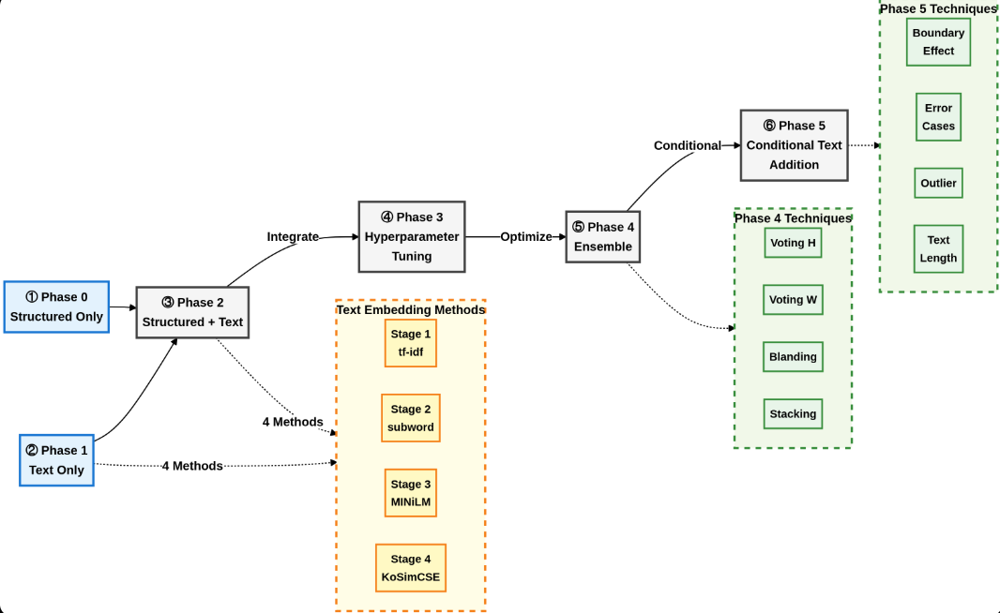 ① Phase 0
Structured Only
② Phase 1
Text Only
③ Phase 2
Structured + Text
Integrate
4 Methods
4 Methods
④ Phase 3
Hyperparameter
Tuning
Optimize
Text Embedding Methods
Stage 1
tf-idf
Stage 2
subword
Stage 3
MINiLM
Stage 4
KoSimCSE
⑤ Phase 4
Ensemble
Conditional
⑥ Phase 5
Conditional Text
Addition
Phase 4 Techniques
Voting H
Voting W
Blanding
Stacking
Phase 5 Techniques
Boundary
Effect
Error
Cases
Outlier
Text
Length